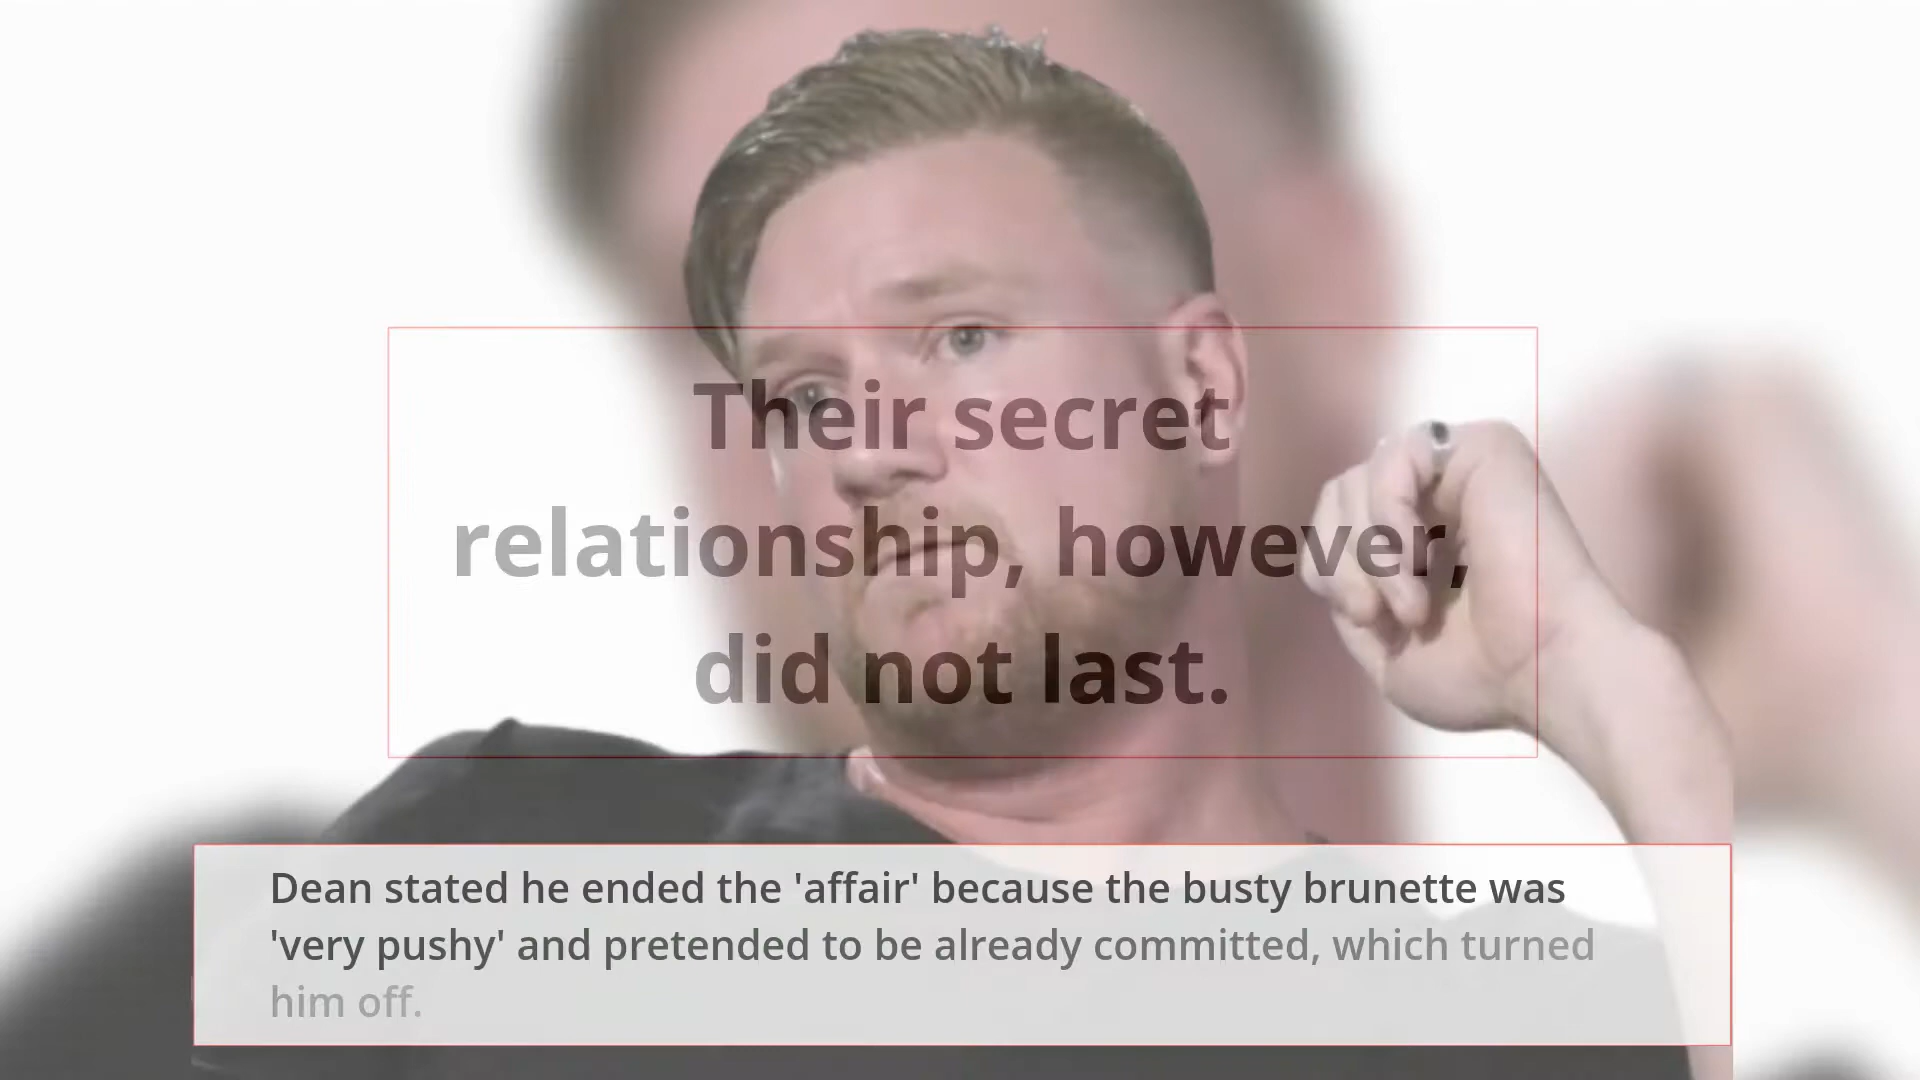 Their secret
relationship, however,
did not last.
Dean stated he ended the 'affair' because the busty brunette was
'very pushy' and pretended to be already committed, which turned
him off.